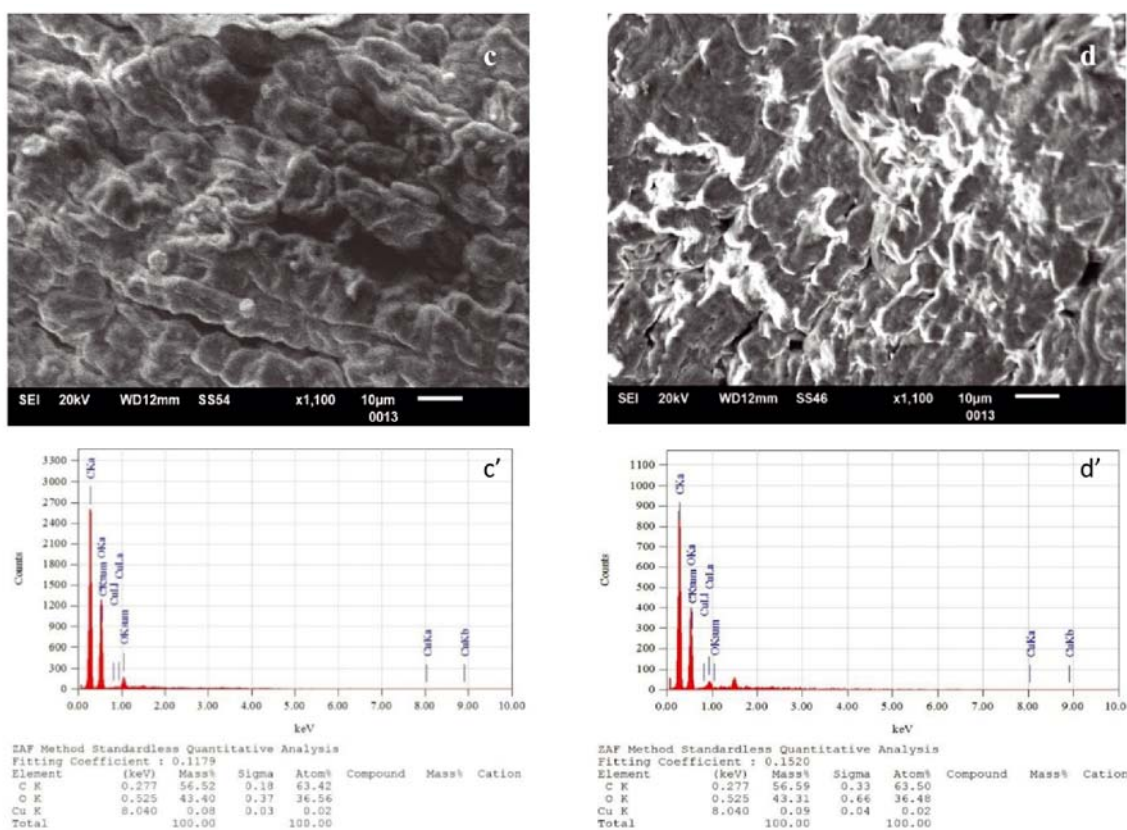 c
SEI 20kV WD12mm SS54 x1,100 10µm
0013
d
SEI 20kV WD12mm SS46 x1,100 10µm
0013
c′
Counts
3300
3000
2700
2400
2100
1800
1500
1200
900
600
300
0
CKa
CKsum OKa
CuLl CuLa
OKsum
CuKa
CuKb
0.00 1.00 2.00 3.00 4.00 5.00 6.00 7.00 8.00 9.00 10.00
keV
ZAF Method Standardless Quantitative Analysis
Fitting Coefficient : 0.1179
Element (keV) Mass% Sigma Atom% Compound Mass% Cation
C K 0.277 56.52 0.18 63.42
O K 0.525 43.40 0.37 36.56
Cu K 8.040 0.08 0.03 0.02
Total 100.00 100.00
d′
Counts
1100
1000
900
800
700
600
500
400
300
200
100
0
CKa
CKsum OKa
CuLl CuLa
OKsum
CuKa
CuKb
0.00 1.00 2.00 3.00 4.00 5.00 6.00 7.00 8.00 9.00 10.00
keV
ZAF Method Standardless Quantitative Analysis
Fitting Coefficient : 0.1520
Element (keV) Mass% Sigma Atom% Compound Mass% Cation
C K 0.277 56.59 0.33 63.50
O K 0.525 43.31 0.66 36.48
Cu K 8.040 0.09 0.04 0.02
Total 100.00 100.00